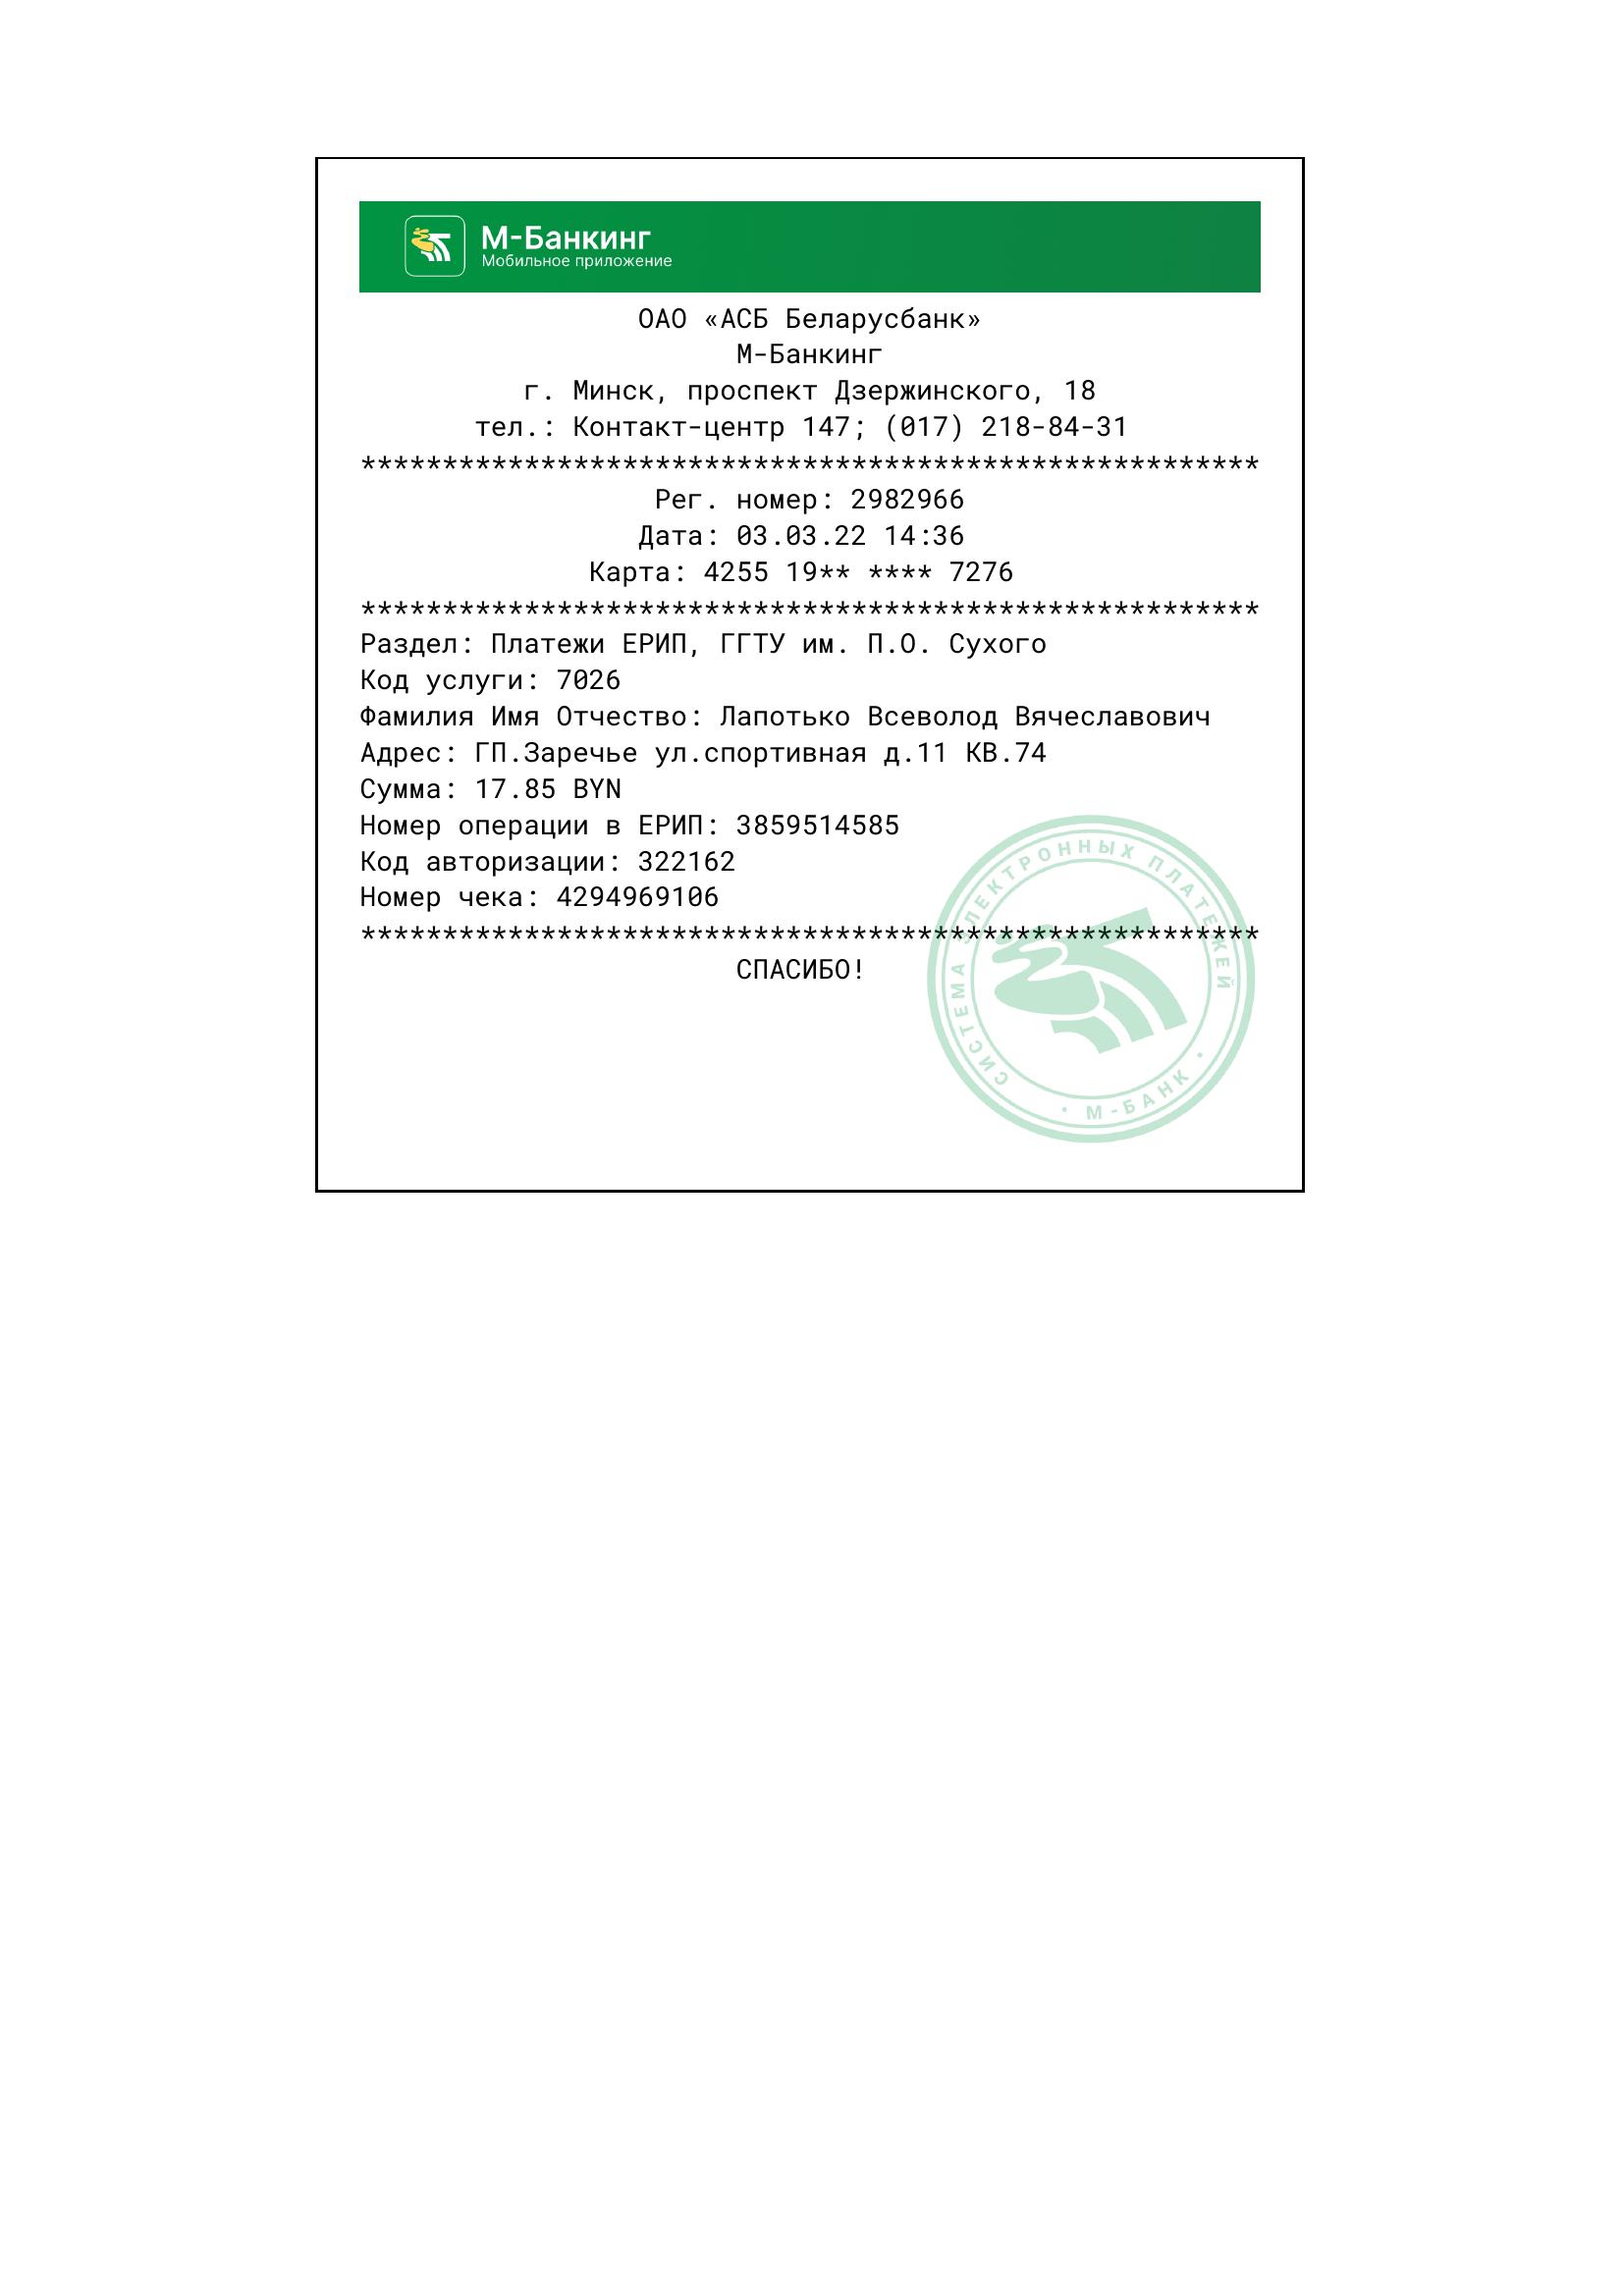 М-Банкинг
Мобильное приложение
ОАО «АСБ Беларусбанк»
М-Банкинг
г. Минск, проспект Дзержинского, 18
тел.: Контакт-центр 147; (017) 218-84-31
*******************************************************
Рег. номер: 2982966
Дата: 03.03.22 14:36
Карта: 4255 19** **** 7276
*******************************************************
Раздел: Платежи ЕРИП, ГГТУ им. П.О. Сухого
Код услуги: 7026
Фамилия Имя Отчество: Лапотько Всеволод Вячеславович
Адрес: ГП.Заречье ул.спортивная д.11 КВ.74
Сумма: 17.85 BYN
Номер операции в ЕРИП: 3859514585
Код авторизации: 322162
Номер чека: 4294969106
*******************************************************
СПАСИБО!
СИСТЕМА ЭЛЕКТРОННЫХ ПЛАТЕЖЕЙ
• М-БАНК •